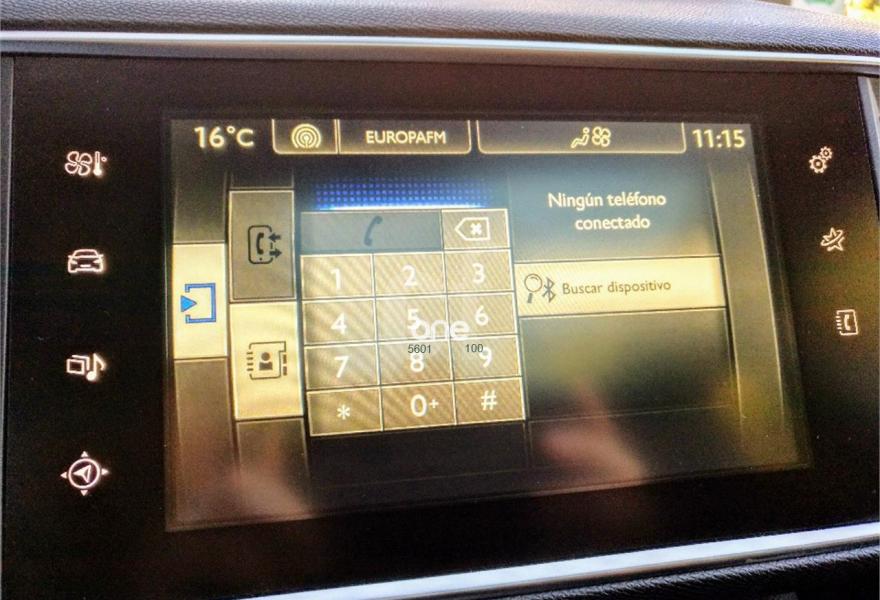 16°C EUROPAFM 11:15
Ningún teléfono
conectado
Buscar dispositivo
1 2 3
4 5 6
7 8 9
* 0+ #
one
5601 100